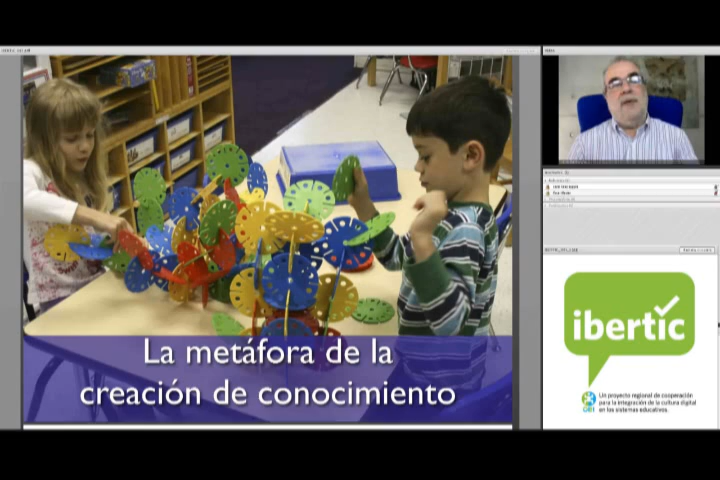 La metáfora de la
creación de conocimiento
ibertic
OEI
Un proyecto regional de cooperación
para la integración de la cultura digital
en los sistemas educativos.